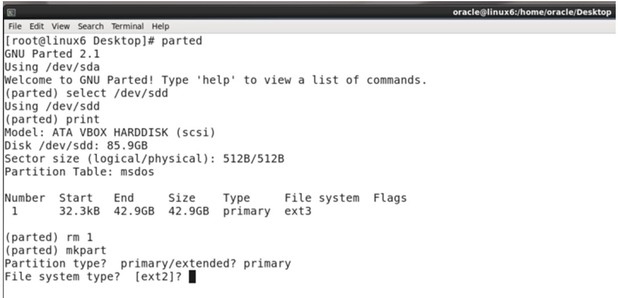 oracle@linux6:/home/oracle/Desktop
File Edit View Search Terminal Help
[root@linux6 Desktop]# parted
GNU Parted 2.1
Using /dev/sda
Welcome to GNU Parted! Type 'help' to view a list of commands.
(parted) select /dev/sdd
Using /dev/sdd
(parted) print
Model: ATA VBOX HARDDISK (scsi)
Disk /dev/sdd: 85.9GB
Sector size (logical/physical): 512B/512B
Partition Table: msdos
Number  Start   End     Size    Type     File system  Flags
 1      32.3kB  42.9GB  42.9GB  primary  ext3
(parted) rm 1
(parted) mkpart
Partition type?  primary/extended? primary
File system type?  [ext2]?